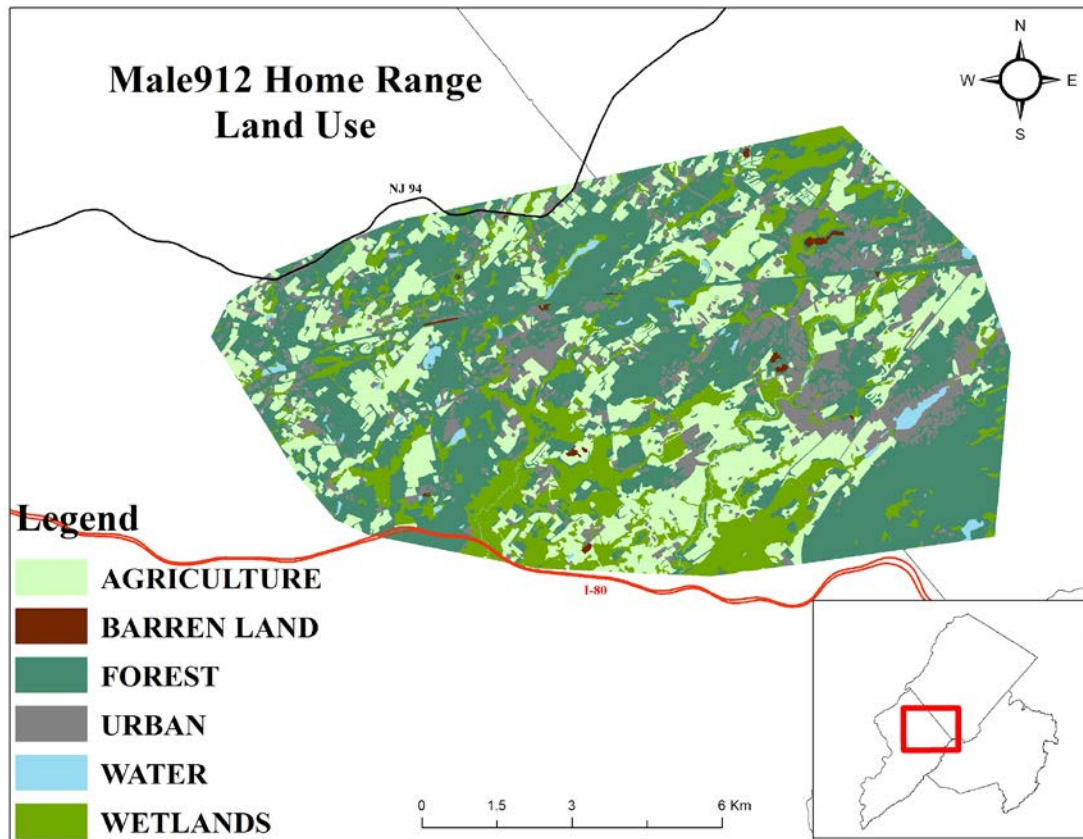 Male912 Home Range
Land Use
N
W E
S
NJ 94
Legend
AGRICULTURE
BARREN LAND
FOREST
URBAN
WATER
WETLANDS
I-80
0 1.5 3 6 Km